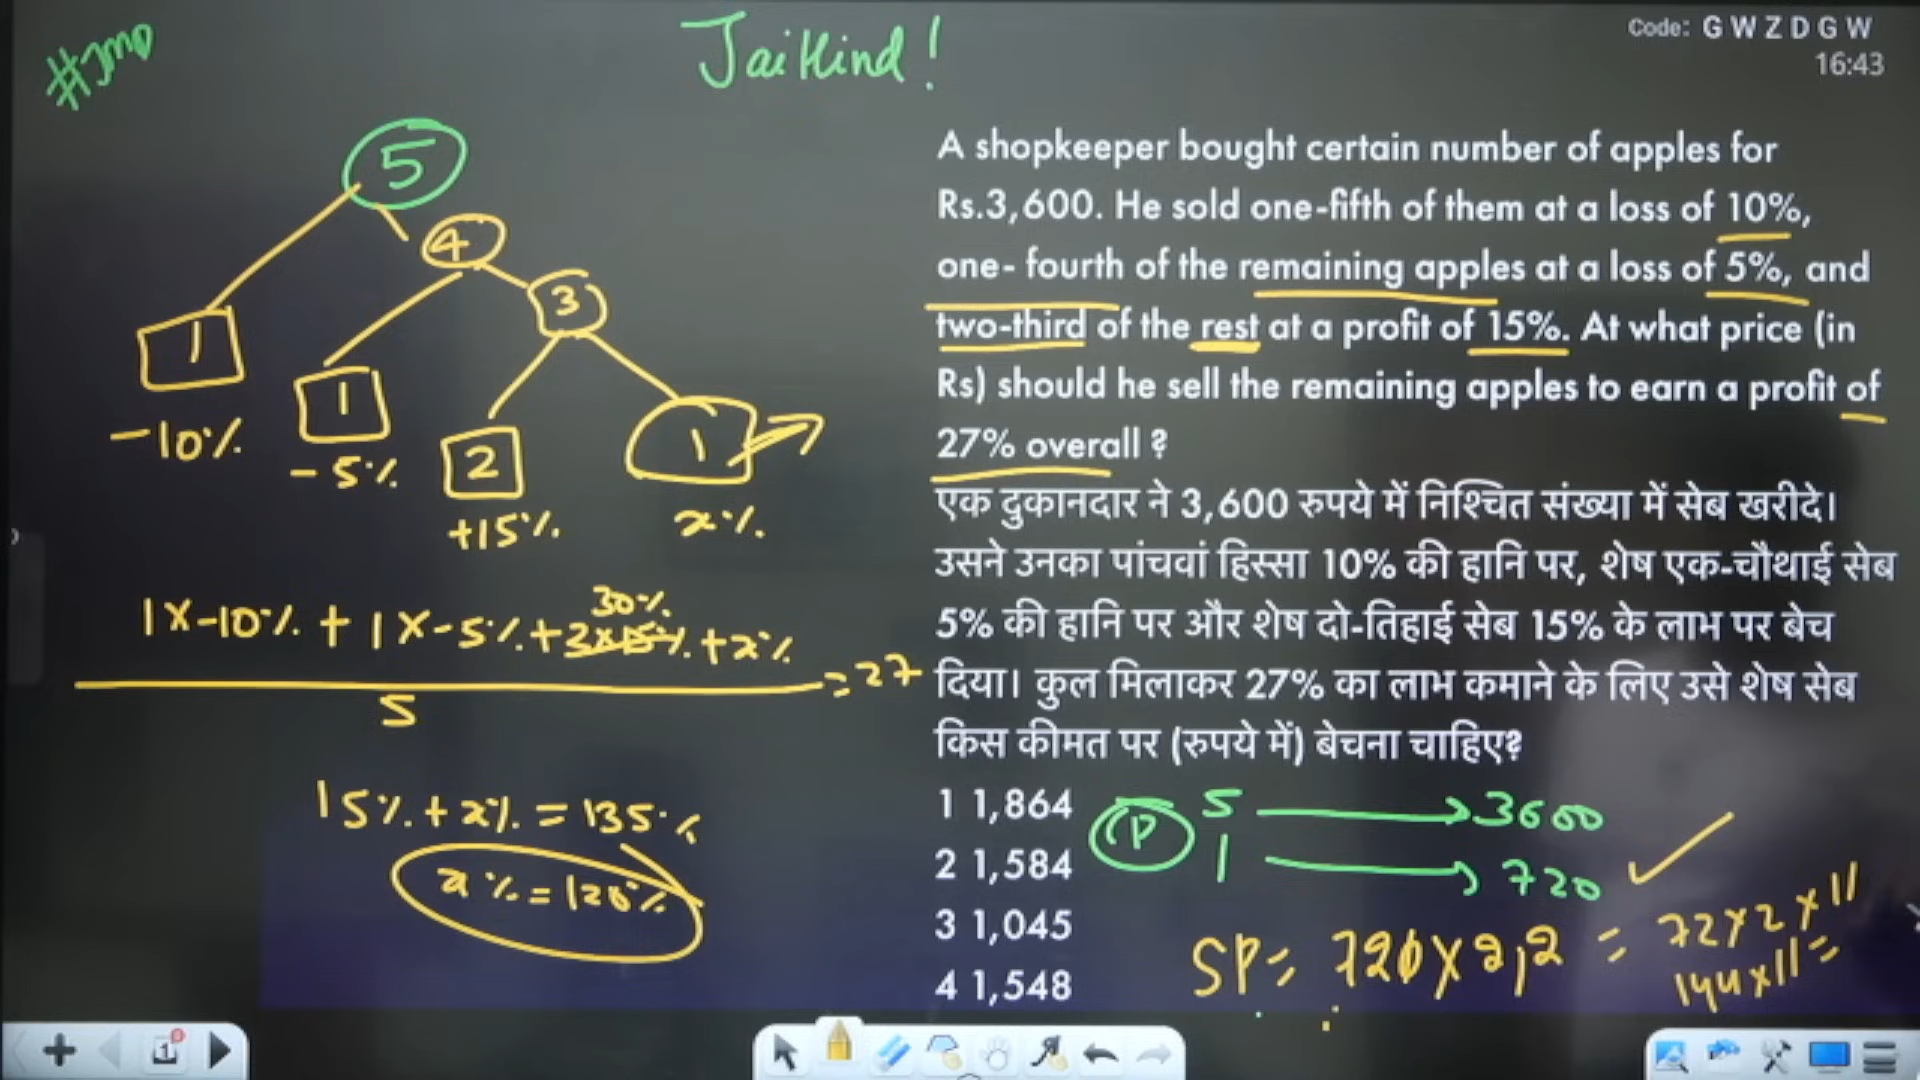 #JMD
JaiHind!
Code: G W Z D G W
16:43
5
4
3
1
1
2
1
-10%
-5%
+15%
x%
30%
1 X -10% + 1 X -5% + 3x15% + x%
= 27
5
15% + x% = 135%
x% = 120%
A shopkeeper bought certain number of apples for
Rs.3,600. He sold one-fifth of them at a loss of 10%,
one- fourth of the remaining apples at a loss of 5%, and
two-third of the rest at a profit of 15%. At what price (in
Rs) should he sell the remaining apples to earn a profit of
27% overall ?
एक दुकानदार ने 3,600 रुपये में निश्चित संख्या में सेब खरीदे।
उसने उनका पांचवां हिस्सा 10% की हानि पर, शेष एक-चौथाई सेब
5% की हानि पर और शेष दो-तिहाई सेब 15% के लाभ पर बेच
दिया। कुल मिलाकर 27% का लाभ कमाने के लिए उसे शेष सेब
किस कीमत पर (रुपये में) बेचना चाहिए?
1 1,864
2 1,584
3 1,045
4 1,548
CP 5 → 3600
1 → 720
SP = 720 X 2.2 = 72 x 2 x 11
144 x 11 =
1